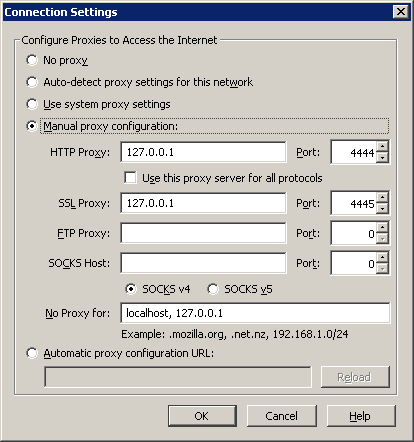 Connection Settings
Configure Proxies to Access the Internet
No proxy
Auto-detect proxy settings for this network
Use system proxy settings
Manual proxy configuration:
HTTP Proxy: 127.0.0.1 Port: 4444
Use this proxy server for all protocols
SSL Proxy: 127.0.0.1 Port: 4445
FTP Proxy: Port: 0
SOCKS Host: Port: 0
SOCKS v4 SOCKS v5
No Proxy for: localhost, 127.0.0.1
Example: .mozilla.org, .net.nz, 192.168.1.0/24
Automatic proxy configuration URL:
Reload
OK Cancel Help